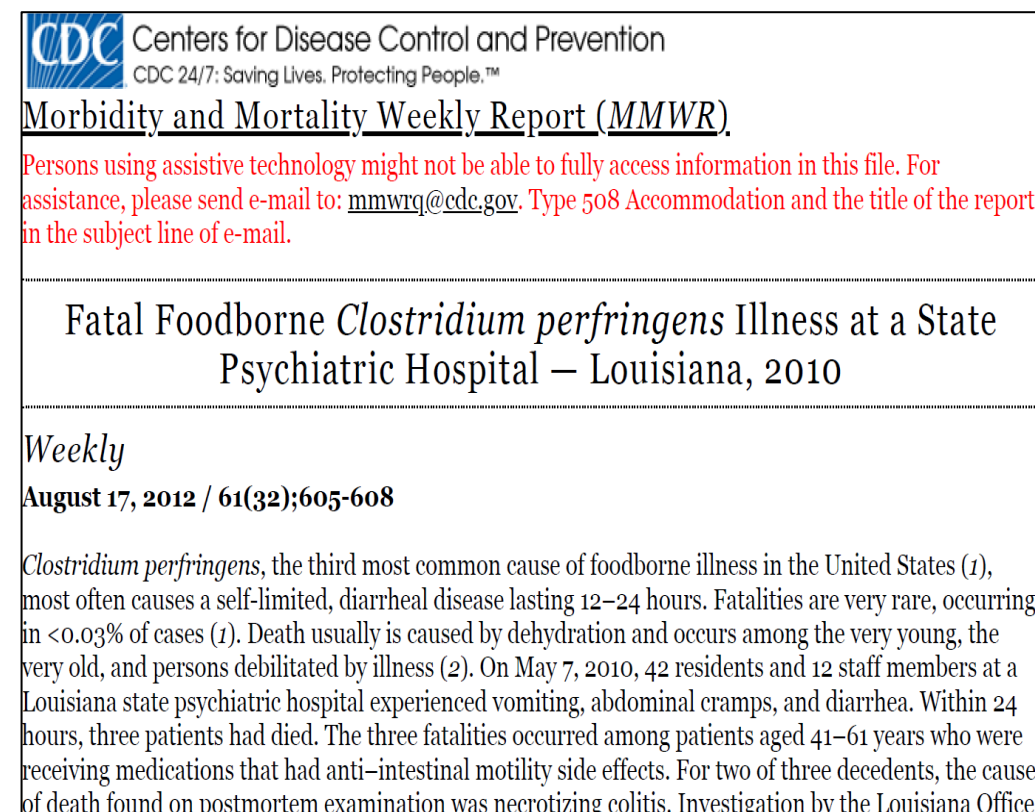 CDC Centers for Disease Control and Prevention
CDC 24/7: Saving Lives. Protecting People.™
Morbidity and Mortality Weekly Report (MMWR)
Persons using assistive technology might not be able to fully access information in this file. For
assistance, please send e-mail to: mmwrq@cdc.gov. Type 508 Accommodation and the title of the report
in the subject line of e-mail.
Fatal Foodborne Clostridium perfringens Illness at a State
Psychiatric Hospital — Louisiana, 2010
Weekly
August 17, 2012 / 61(32);605-608
Clostridium perfringens, the third most common cause of foodborne illness in the United States (1),
most often causes a self-limited, diarrheal disease lasting 12–24 hours. Fatalities are very rare, occurring
in <0.03% of cases (1). Death usually is caused by dehydration and occurs among the very young, the
very old, and persons debilitated by illness (2). On May 7, 2010, 42 residents and 12 staff members at a
Louisiana state psychiatric hospital experienced vomiting, abdominal cramps, and diarrhea. Within 24
hours, three patients had died. The three fatalities occurred among patients aged 41–61 years who were
receiving medications that had anti–intestinal motility side effects. For two of three decedents, the cause
of death found on postmortem examination was necrotizing colitis. Investigation by the Louisiana Office